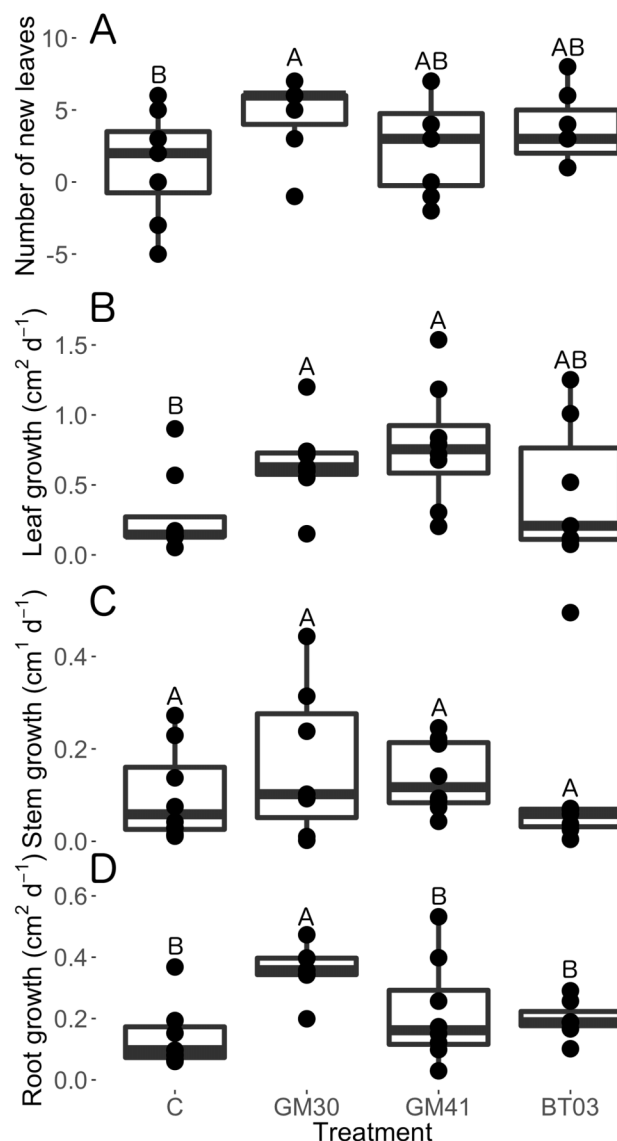 A
Number of new leaves
10
5
0
-5
B
A
AB
AB
B
Leaf growth (cm² d⁻¹)
1.5
1.0
0.5
0.0
B
A
A
AB
C
Stem growth (cm¹ d⁻¹)
0.4
0.2
0.0
A
A
A
A
D
Root growth (cm² d⁻¹)
0.6
0.4
0.2
0.0
B
A
B
B
C GM30 GM41 BT03
Treatment